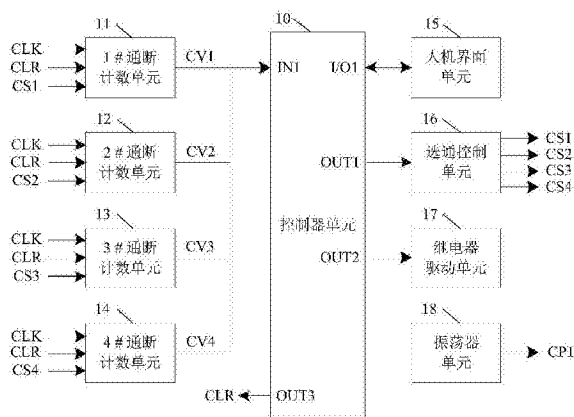 11
CLK
CLR
CS1
1#通断
计数单元
CV1
12
CLK
CLR
CS2
2#通断
计数单元
CV2
13
CLK
CLR
CS3
3#通断
计数单元
CV3
14
CLK
CLR
CS4
4#通断
计数单元
CV4
10
IN1
I/O1
OUT1
控制器单元
OUT2
CLR
OUT3
15
人机界面
单元
16
选通控制
单元
CS1
CS2
CS3
CS4
17
继电器
驱动单元
18
振荡器
单元
CP1